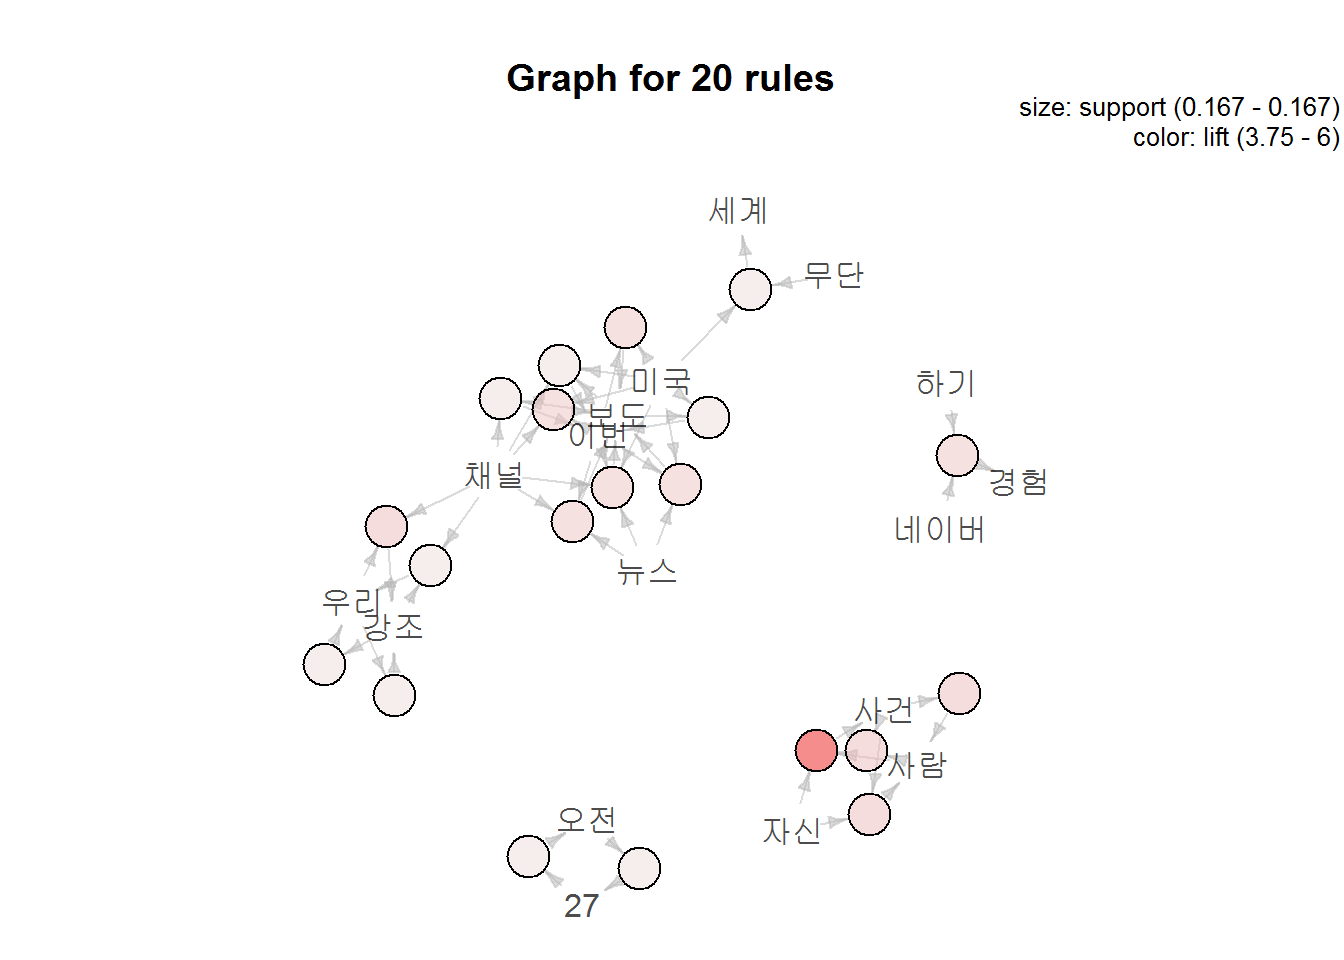 Graph for 20 rules
size: support (0.167 - 0.167)
color: lift (3.75 - 6)
세계
무단
미국
하기
보도
이번
채널
경험
네이버
뉴스
우리
강조
사건
사람
오전
자신
27